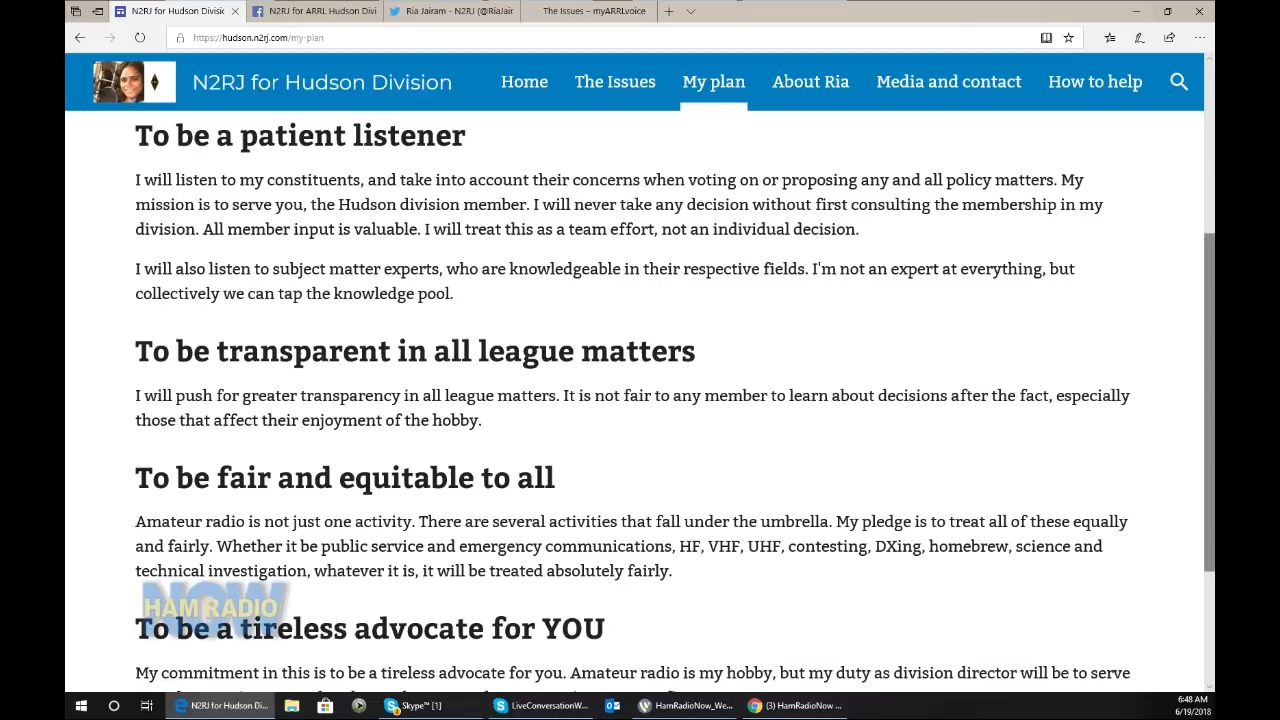 N2RJ for Hudson Divisio
N2RJ for ARRL Hudson Divi
Ria Jairam - N2RJ (@RiaJair
The Issues – myARRLvoice
https://hudson.n2rj.com/my-plan
N2RJ for Hudson Division
Home
The Issues
My plan
About Ria
Media and contact
How to help
To be a patient listener
I will listen to my constituents, and take into account their concerns when voting on or proposing any and all policy matters. My
mission is to serve you, the Hudson division member. I will never take any decision without first consulting the membership in my
division. All member input is valuable. I will treat this as a team effort, not an individual decision.
I will also listen to subject matter experts, who are knowledgeable in their respective fields. I'm not an expert at everything, but
collectively we can tap the knowledge pool.
To be transparent in all league matters
I will push for greater transparency in all league matters. It is not fair to any member to learn about decisions after the fact, especially
those that affect their enjoyment of the hobby.
To be fair and equitable to all
Amateur radio is not just one activity. There are several activities that fall under the umbrella. My pledge is to treat all of these equally
and fairly. Whether it be public service and emergency communications, HF, VHF, UHF, contesting, DXing, homebrew, science and
technical investigation, whatever it is, it will be treated absolutely fairly.
NOW
HAM RADIO
To be a tireless advocate for YOU
My commitment in this is to be a tireless advocate for you. Amateur radio is my hobby, but my duty as division director will be to serve
N2RJ for Hudson Di...
Skype™ [1]
LiveConversationW...
HamRadioNow_We...
(3) HamRadioNow ...
6:48 AM
6/19/2018